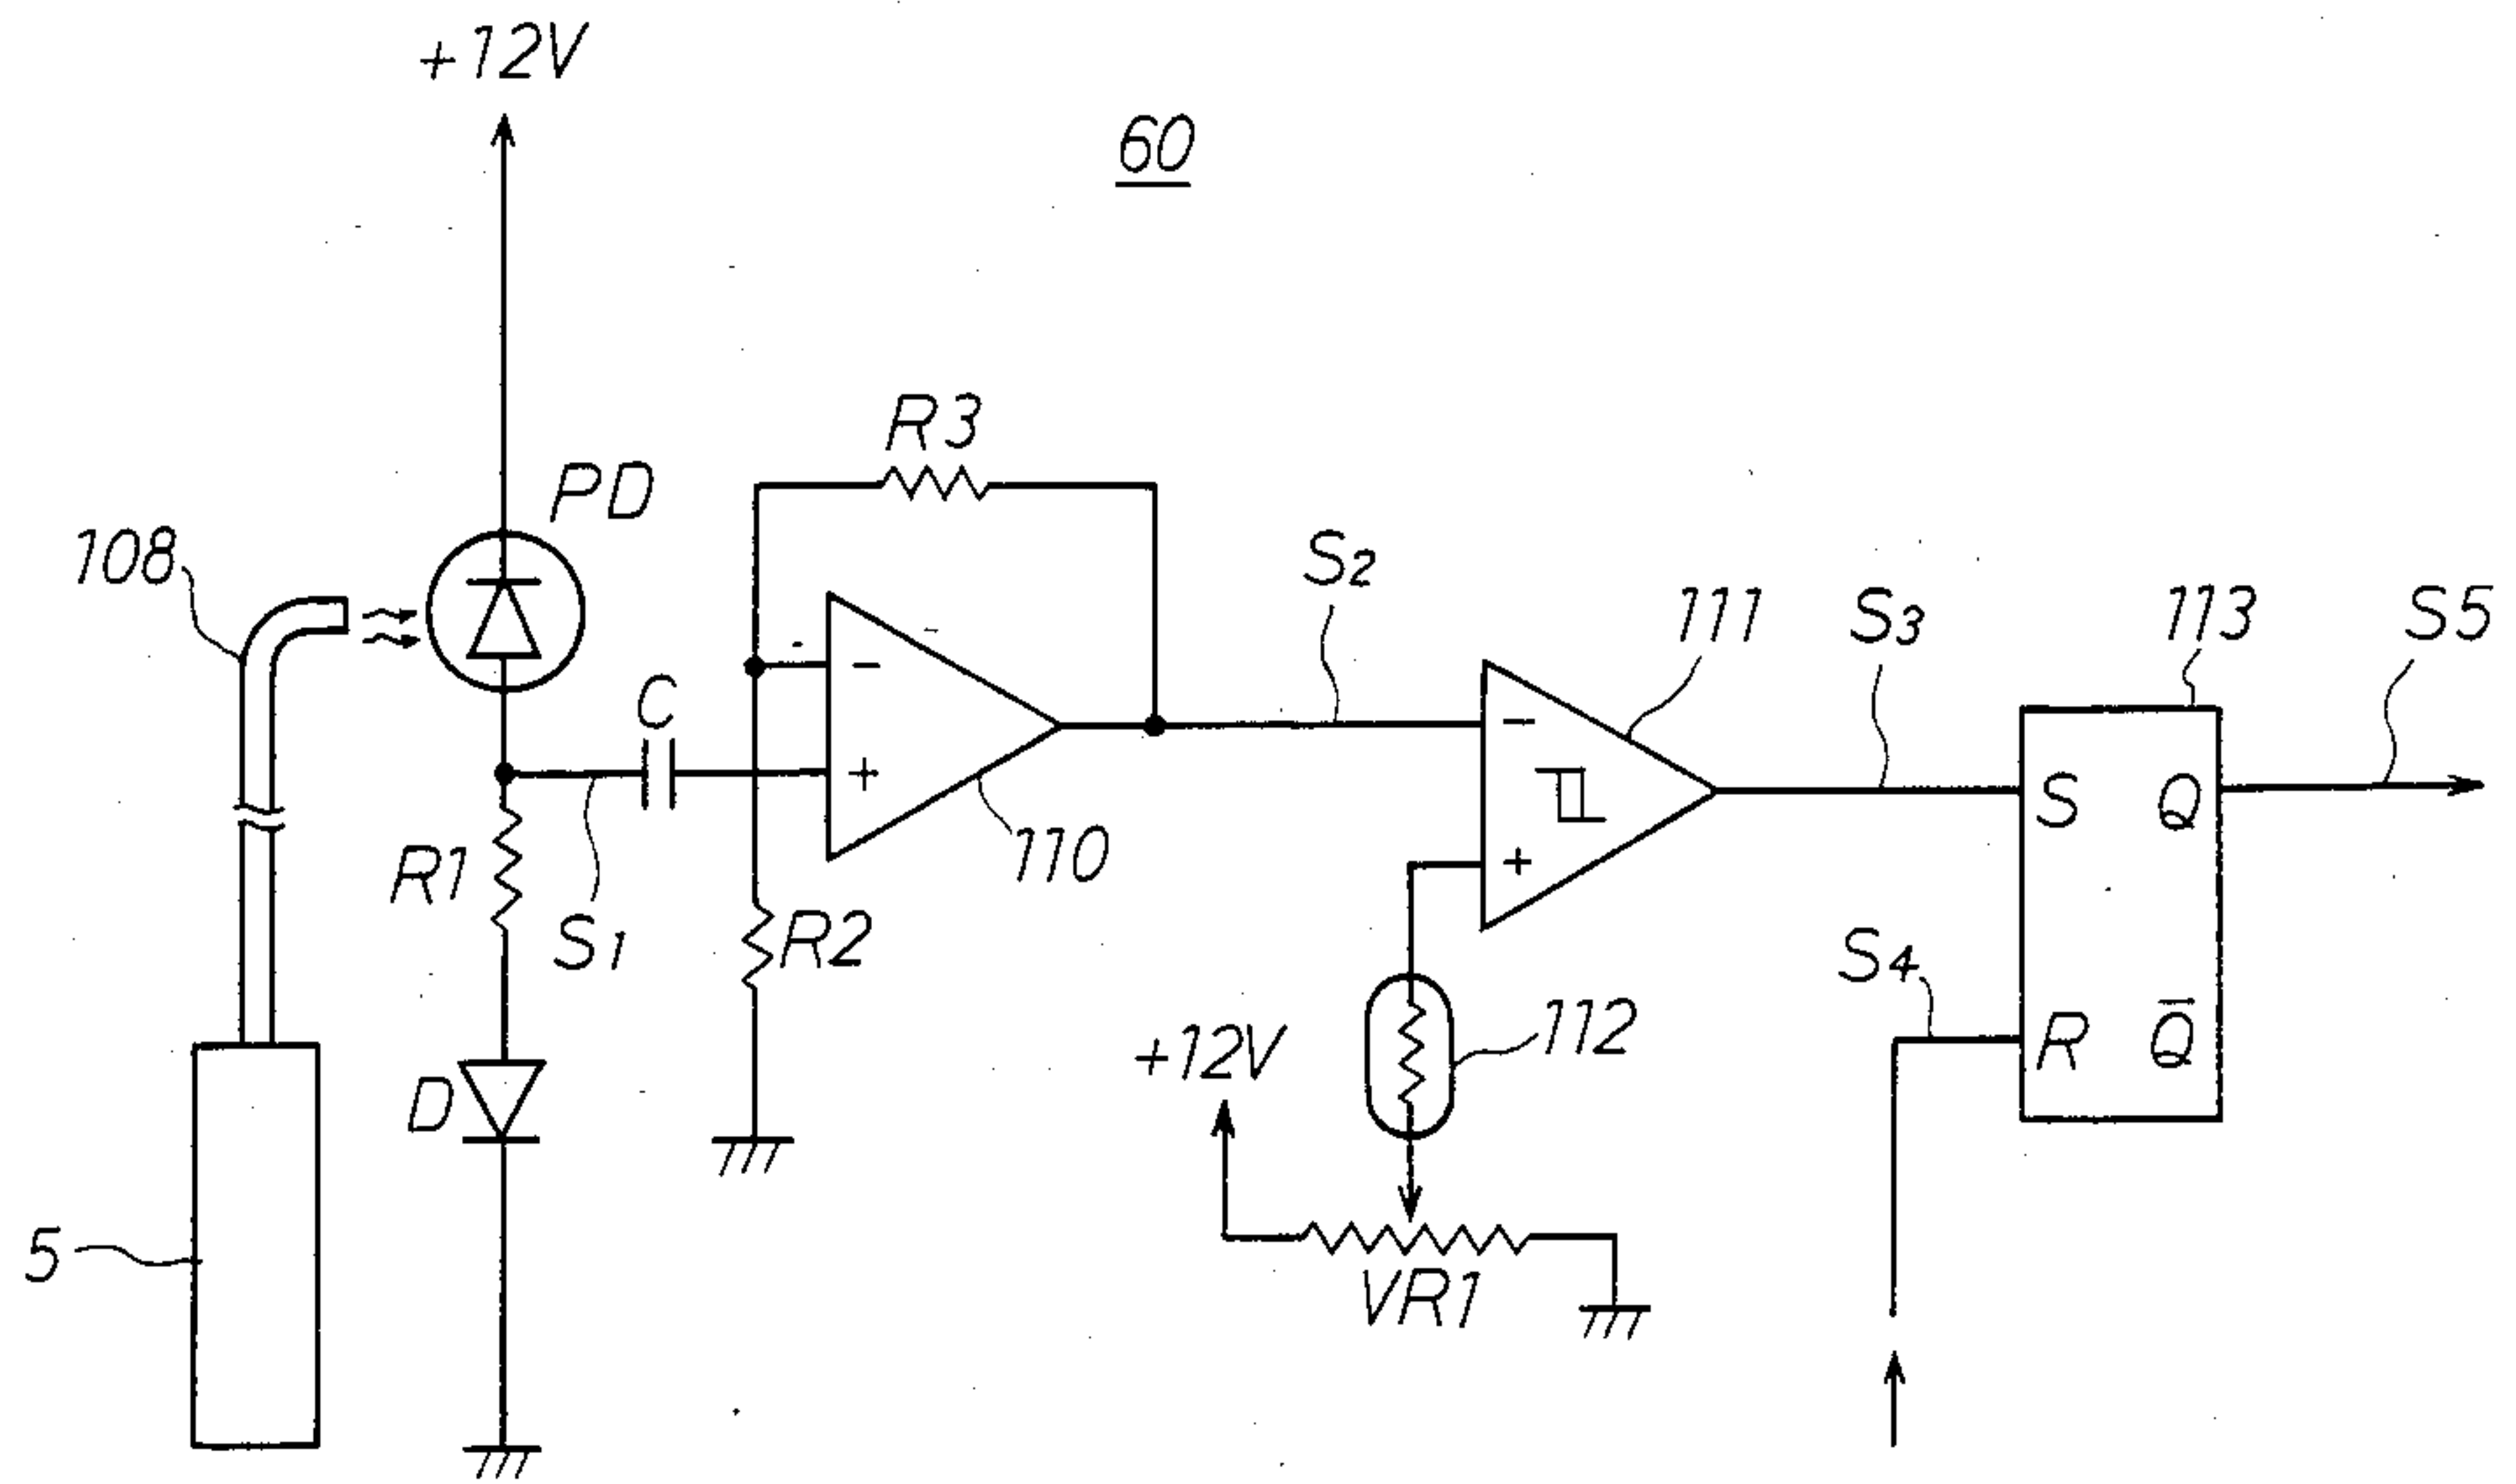 +12V
60
R3
PD
108
S2
111
S3
113
S5
C
−
+
110
−
+
S
Q
R1
S1
R2
S4
R
Q̅
112
+12V
D
5
VR1